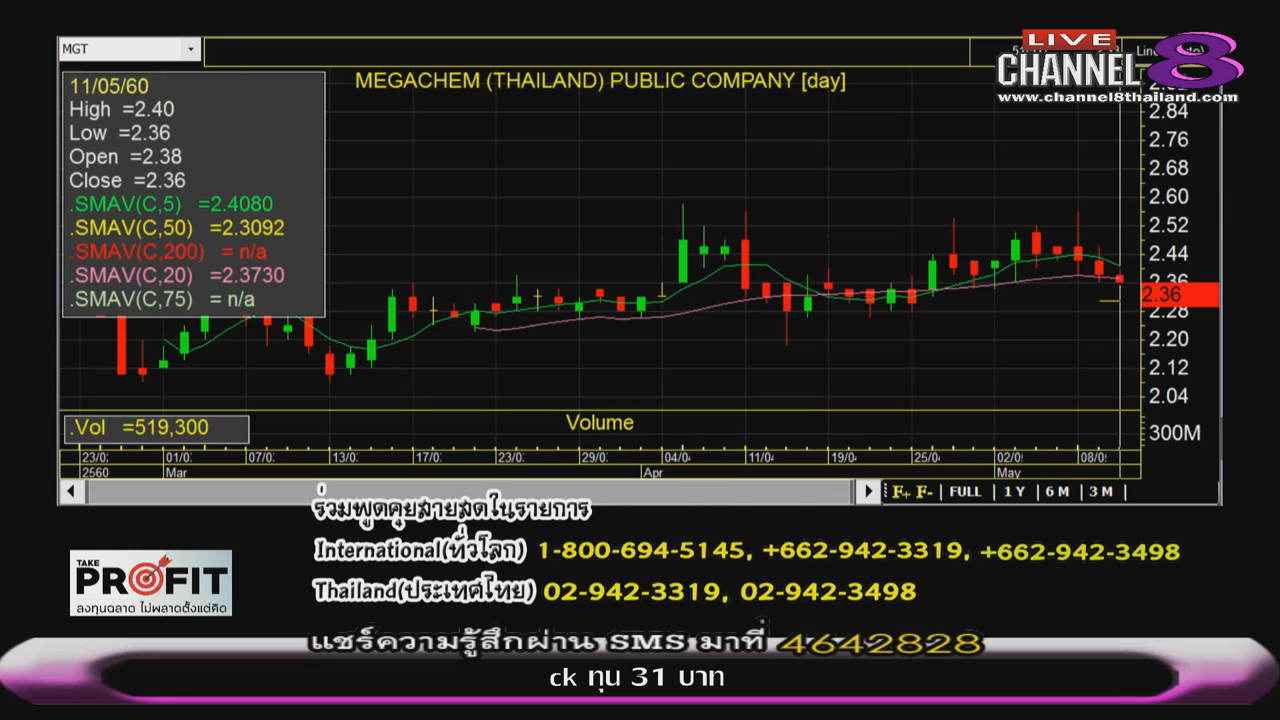 MGT
LIVE
CHANNEL 8
www.channel8thailand.com
MEGACHEM (THAILAND) PUBLIC COMPANY [day]
11/05/60
High =2.40
Low =2.36
Open =2.38
Close =2.36
.SMAV(C,5) =2.4080
.SMAV(C,50) =2.3092
.SMAV(C,200) = n/a
.SMAV(C,20) =2.3730
.SMAV(C,75) = n/a
2.84
2.76
2.68
2.60
2.52
2.44
2.36
2.36
2.28
2.20
2.12
2.04
.Vol =519,300
Volume
300M
23/0 01/0 07/0 13/0 17/0 23/0 29/0 04/0 11/0 19/0 25/0 02/0 08/0
2560 Mar Apr May
F+ F- FULL 1 Y 6 M 3 M
ร่วมพูดคุยสายสดในรายการ
International(ทั่วโลก) 1-800-694-5145, +662-942-3319, +662-942-3498
Thailand(ประเทศไทย) 02-942-3319, 02-942-3498
TAKE
PROFIT
ลงทุนฉลาด ไม่พลาดตั้งแต่คิด
แชร์ความรู้สึกผ่าน SMS มาที่ 4642828
ck ทุน 31 บาท